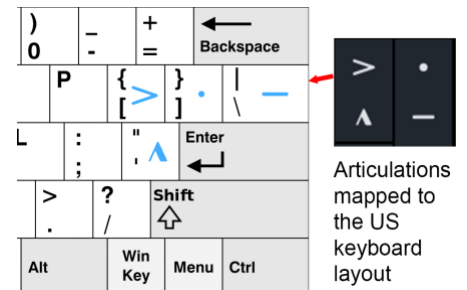 ) _ +
0 - = Backspace
P { } |
[ > ] · \ —
L : " Enter
; ' ^
> ? Shift
. /
Alt Win Key Menu Ctrl
> ·
^ —
Articulations
mapped to
the US
keyboard
layout